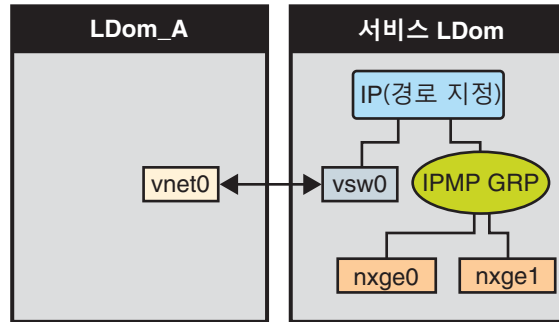 LDom_A
서비스 LDom
IP(경로 지정)
vnet0
vsw0
IPMP GRP
nxge0
nxge1